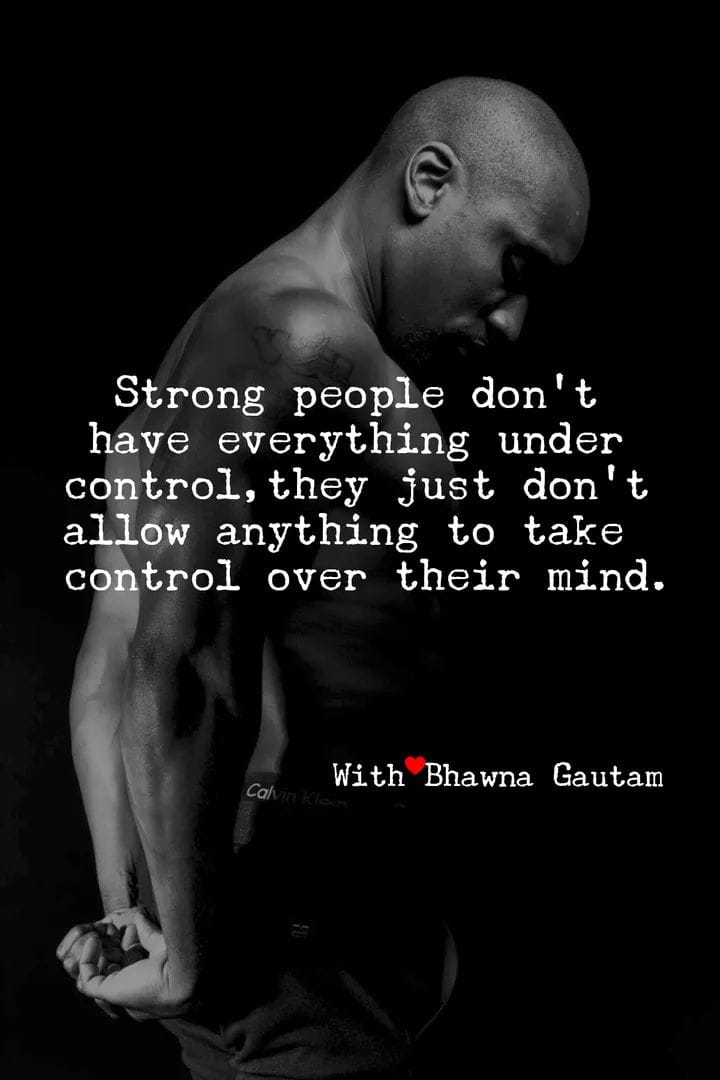 Strong people don't
have everything under
control,they just don't
allow anything to take
control over their mind.
With❤Bhawna Gautam
Calvin Klein